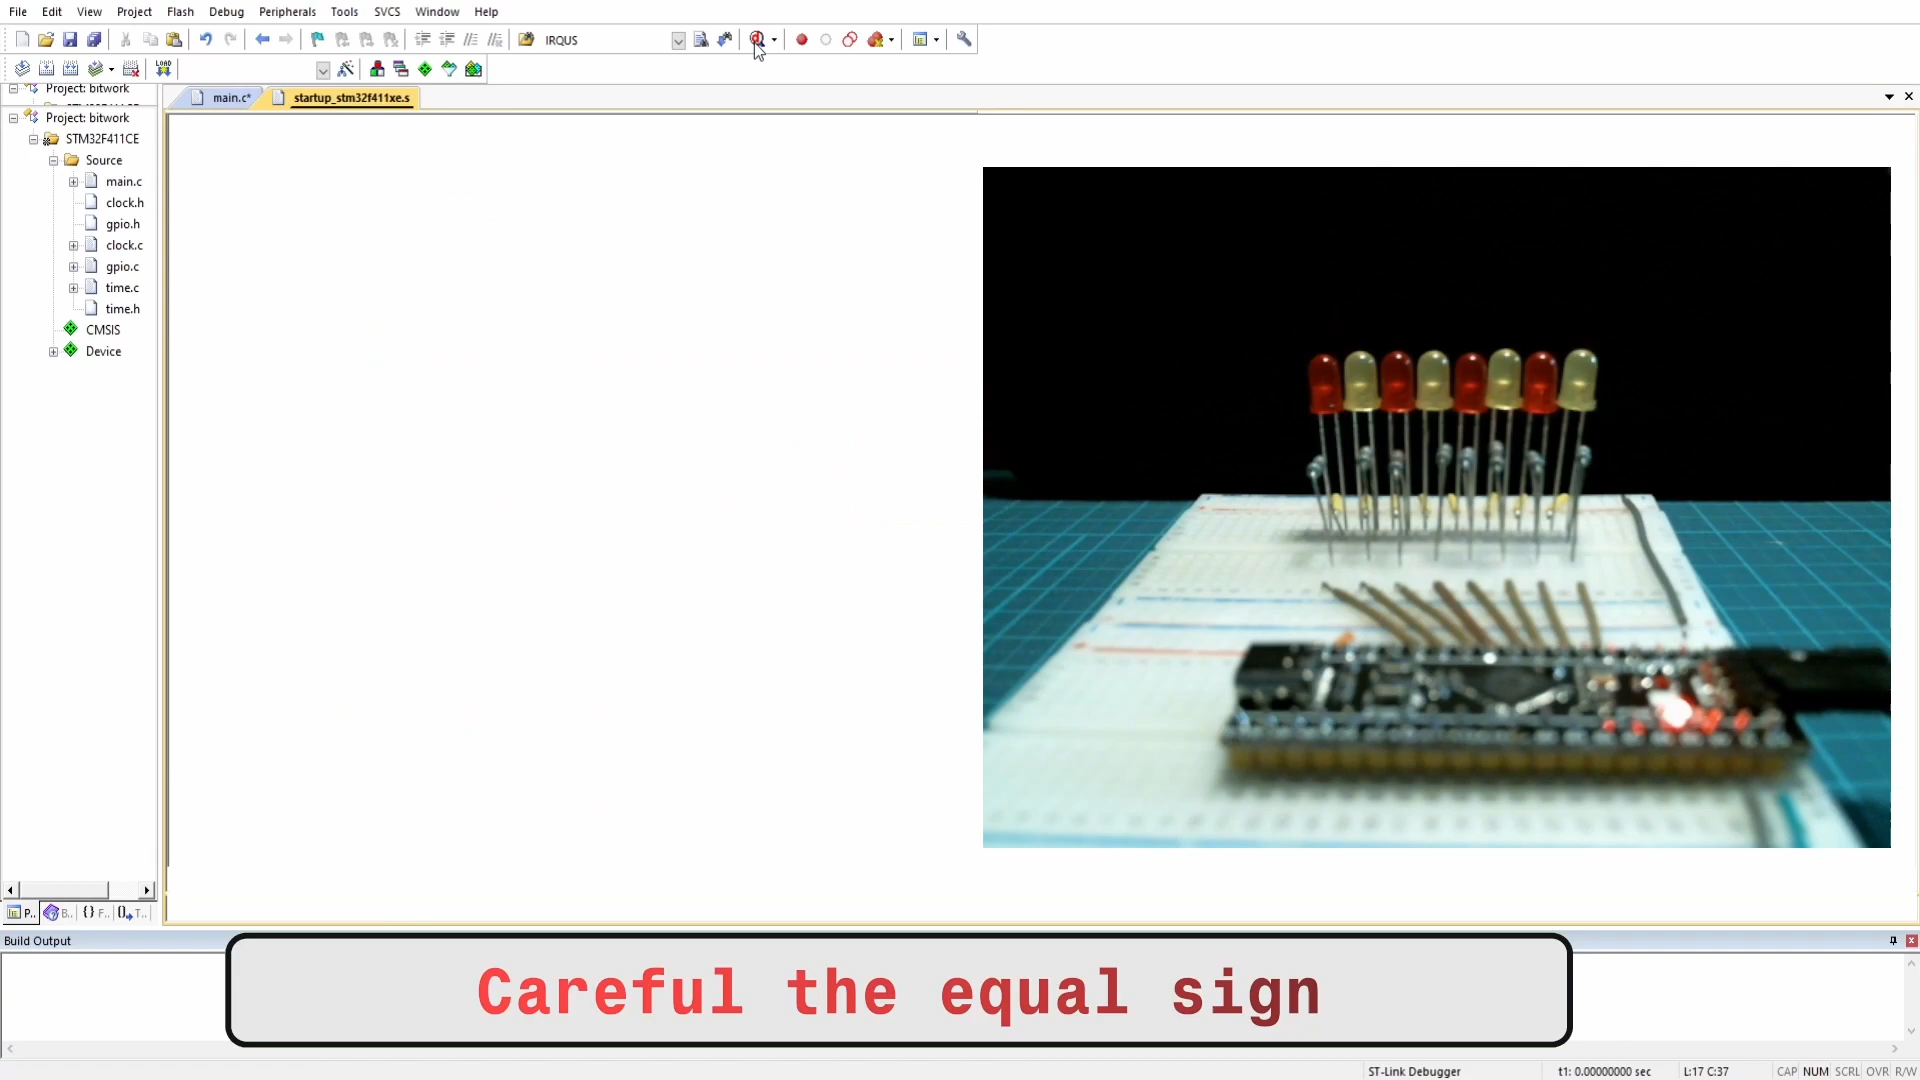 File Edit View Project Flash Debug Peripherals Tools SVCS Window Help
IRQUS
LOAD
Project: bitwork
main.c* startup_stm32f411xe.s
Project: bitwork
STM32F411CE
Source
main.c
clock.h
gpio.h
clock.c
gpio.c
time.c
time.h
CMSIS
Device
P.. B.. {} F.. T..
Build Output
Careful the equal sign
ST-Link Debugger t1: 0.00000000 sec L:17 C:37 CAP NUM SCRL OVR R/W